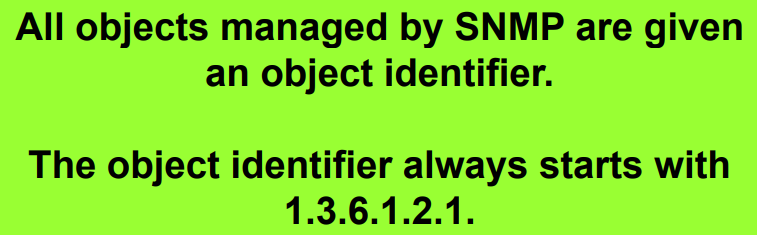 All objects managed by SNMP are given
an object identifier.
The object identifier always starts with
1.3.6.1.2.1.